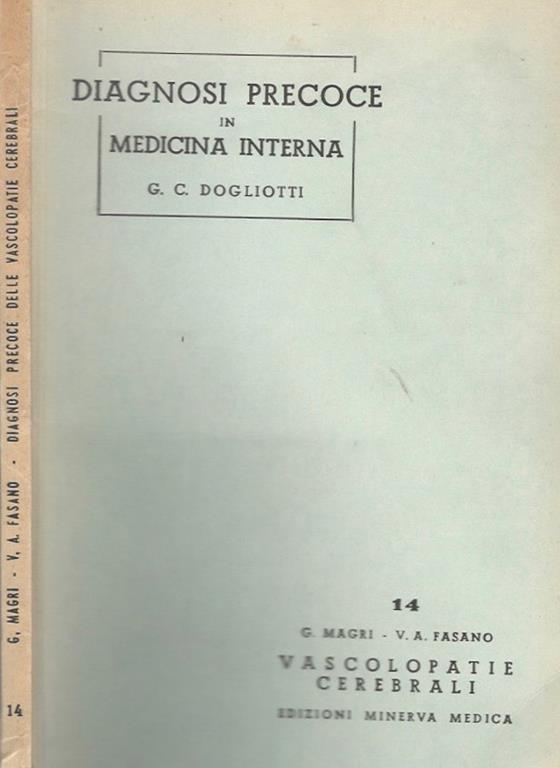 G. MAGRI - V. A. FASANO - DIAGNOSI PRECOCE DELLE VASCOLOPATIE CEREBRALI
14
DIAGNOSI PRECOCE
IN
MEDICINA INTERNA
G. C. DOGLIOTTI
14
G. MAGRI - V. A. FASANO
VASCOLOPATIE
CEREBRALI
EDIZIONI MINERVA MEDICA